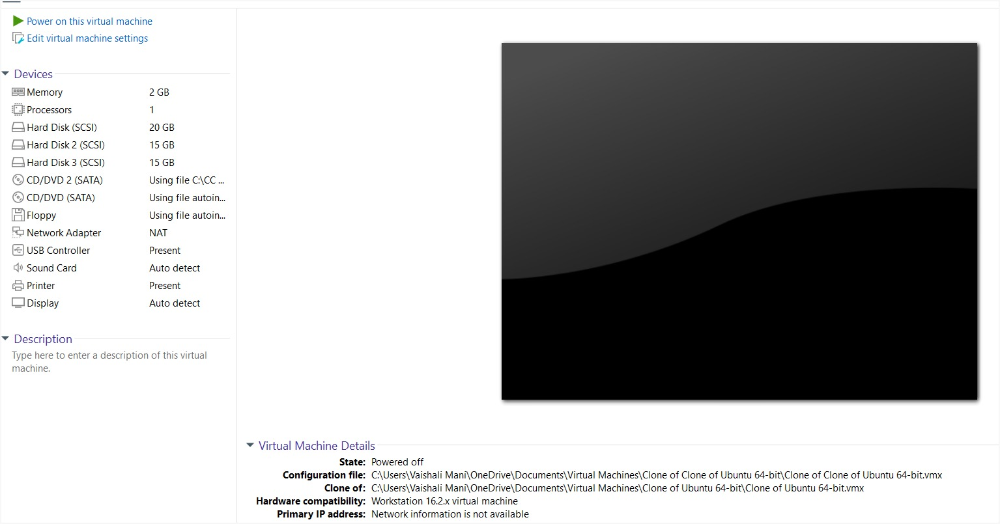 Power on this virtual machine
Edit virtual machine settings
Devices
Memory 2 GB
Processors 1
Hard Disk (SCSI) 20 GB
Hard Disk 2 (SCSI) 15 GB
Hard Disk 3 (SCSI) 15 GB
CD/DVD 2 (SATA) Using file C:\CC ...
CD/DVD (SATA) Using file autoin...
Floppy Using file autoin...
Network Adapter NAT
USB Controller Present
Sound Card Auto detect
Printer Present
Display Auto detect
Description
Type here to enter a description of this virtual
machine.
Virtual Machine Details
State: Powered off
Configuration file: C:\Users\Vaishali Mani\OneDrive\Documents\Virtual Machines\Clone of Clone of Ubuntu 64-bit\Clone of Clone of Ubuntu 64-bit.vmx
Clone of: C:\Users\Vaishali Mani\OneDrive\Documents\Virtual Machines\Clone of Ubuntu 64-bit\Clone of Ubuntu 64-bit.vmx
Hardware compatibility: Workstation 16.2.x virtual machine
Primary IP address: Network information is not available